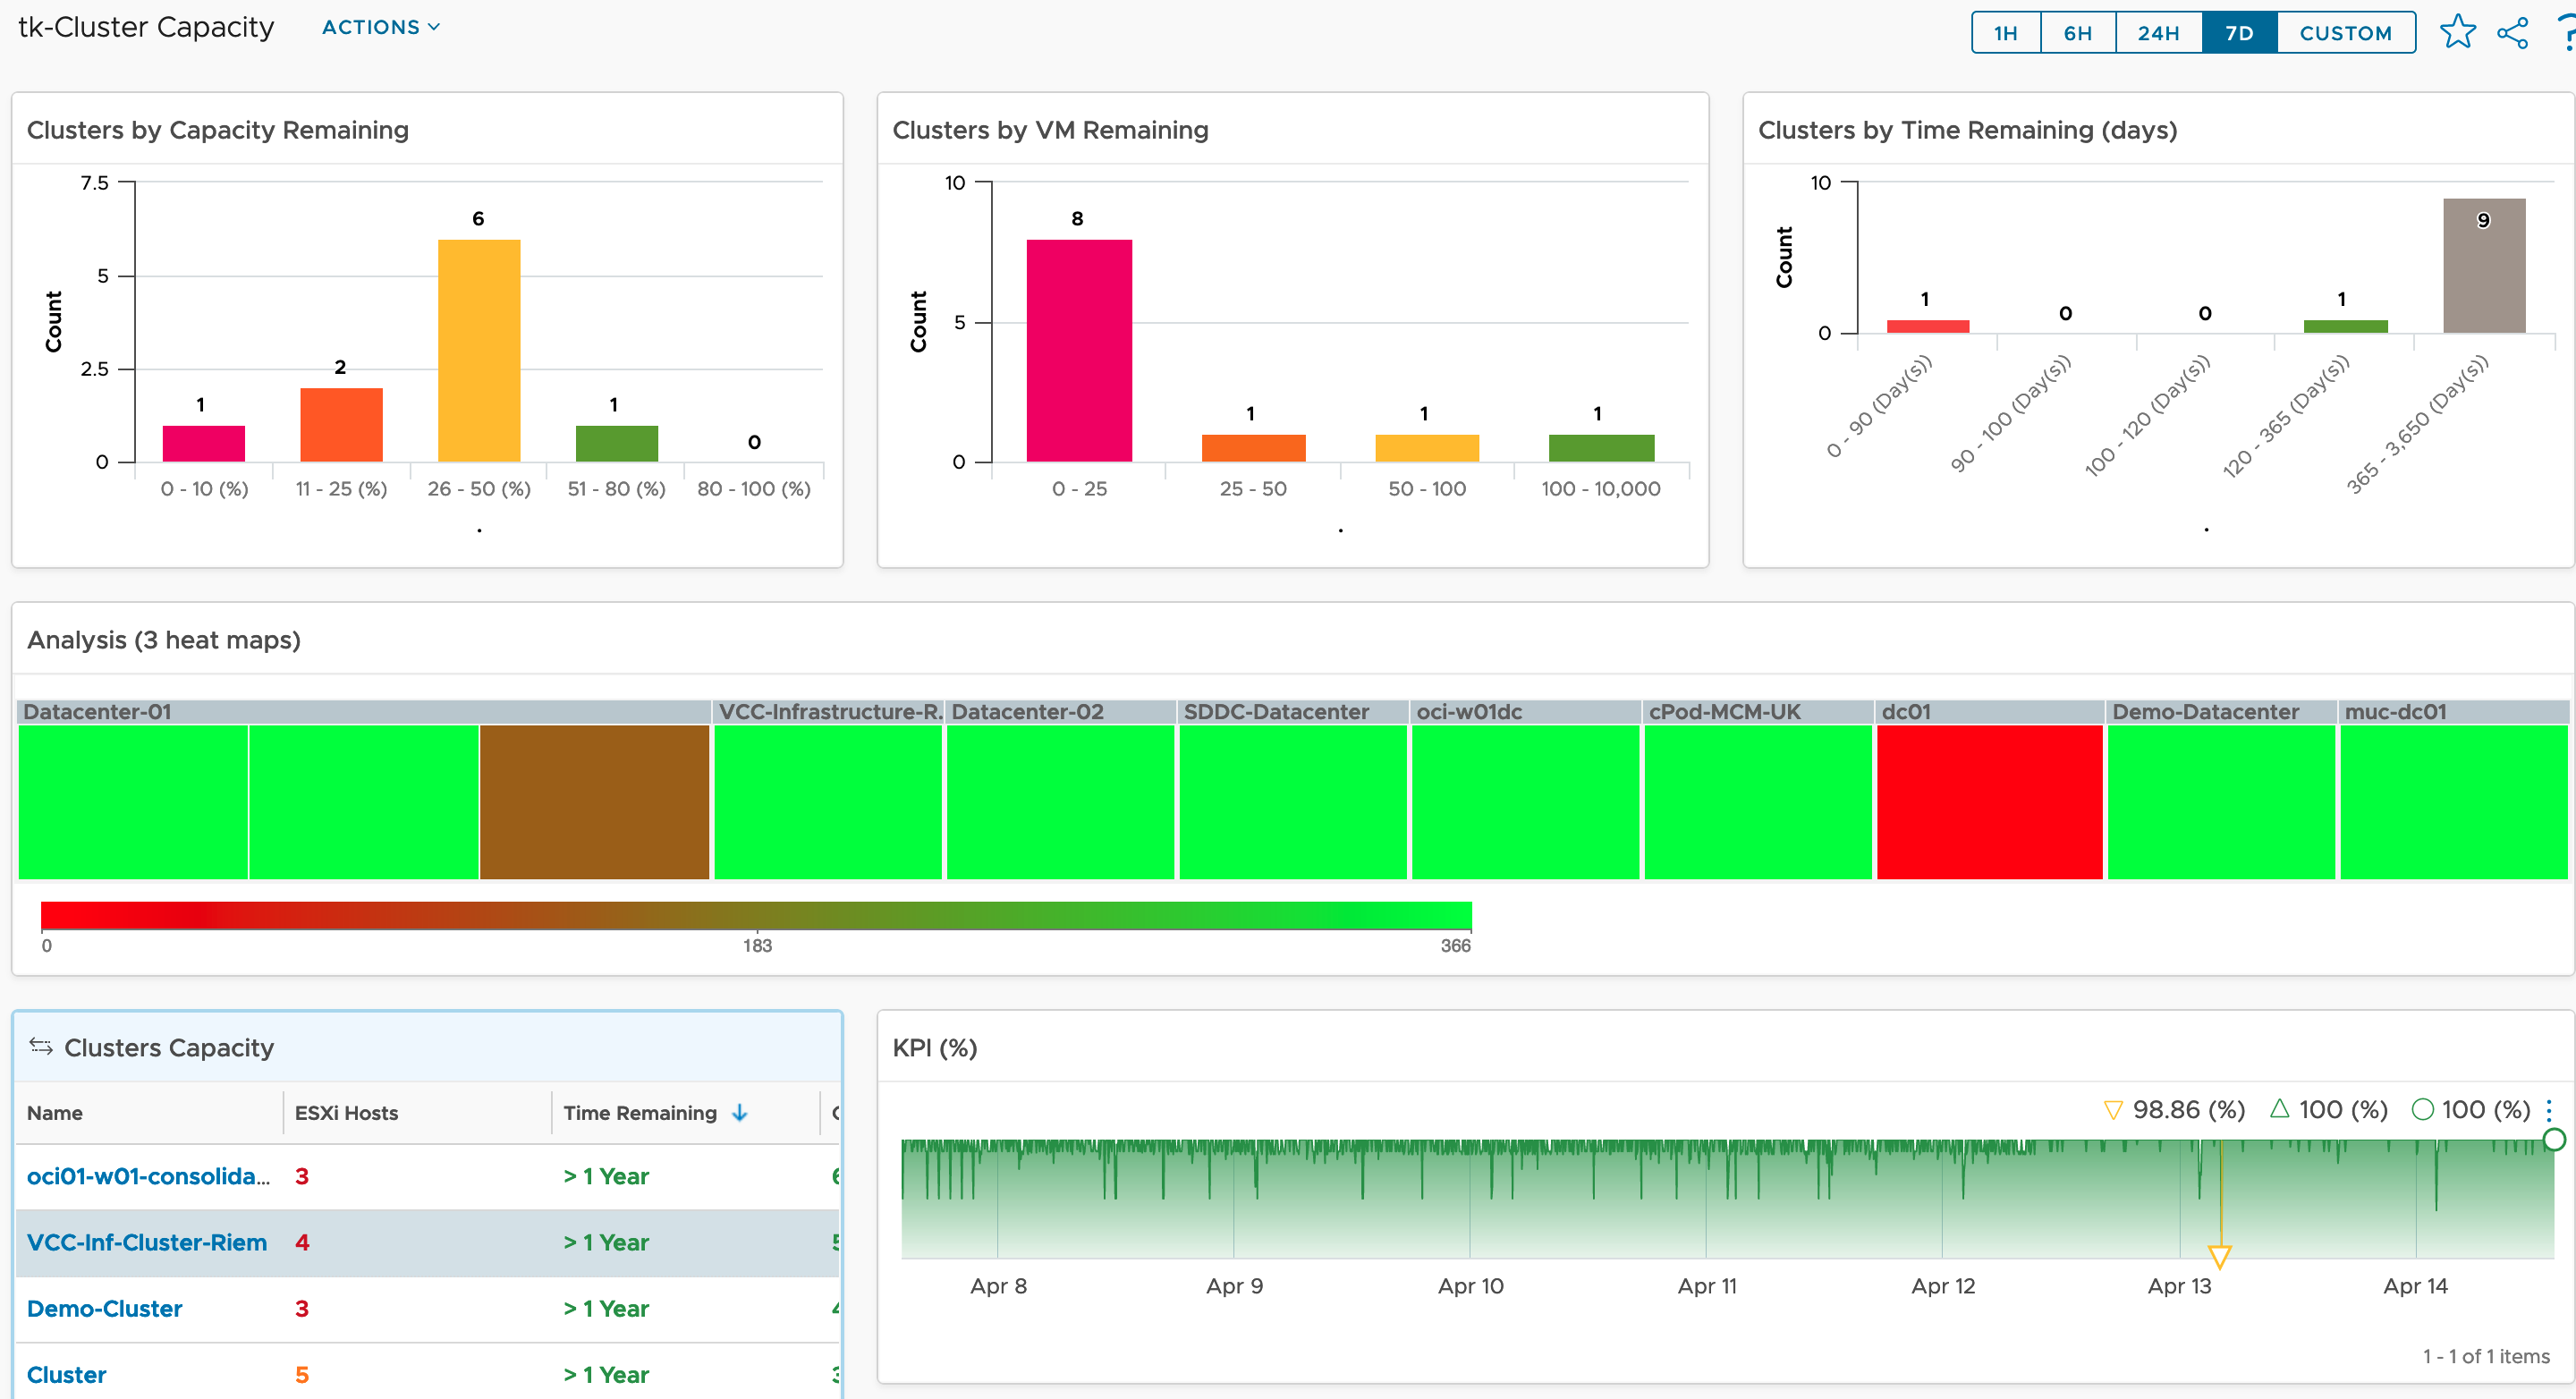 tk-Cluster Capacity
ACTIONS
1H 6H 24H 7D CUSTOM
Clusters by Capacity Remaining
7.5
5
2.5
0
Count
1
2
6
1
0
0 - 10 (%) 11 - 25 (%) 26 - 50 (%) 51 - 80 (%) 80 - 100 (%)
.
Clusters by VM Remaining
10
5
0
Count
8
1
1
1
0 - 25 25 - 50 50 - 100 100 - 10,000
.
Clusters by Time Remaining (days)
10
0
Count
1
0
0
1
9
0 - 90 (Day(s))
90 - 100 (Day(s))
100 - 120 (Day(s))
120 - 365 (Day(s))
365 - 3,650 (Day(s))
.
Analysis (3 heat maps)
Datacenter-01 VCC-Infrastructure-R. Datacenter-02 SDDC-Datacenter oci-w01dc cPod-MCM-UK dc01 Demo-Datacenter muc-dc01
0 183 366
Clusters Capacity
Name ESXi Hosts Time Remaining
oci01-w01-consolida... 3 > 1 Year
VCC-Inf-Cluster-Riem 4 > 1 Year
Demo-Cluster 3 > 1 Year
Cluster 5 > 1 Year
KPI (%)
98.86 (%) 100 (%) 100 (%)
Apr 8 Apr 9 Apr 10 Apr 11 Apr 12 Apr 13 Apr 14
1 - 1 of 1 items